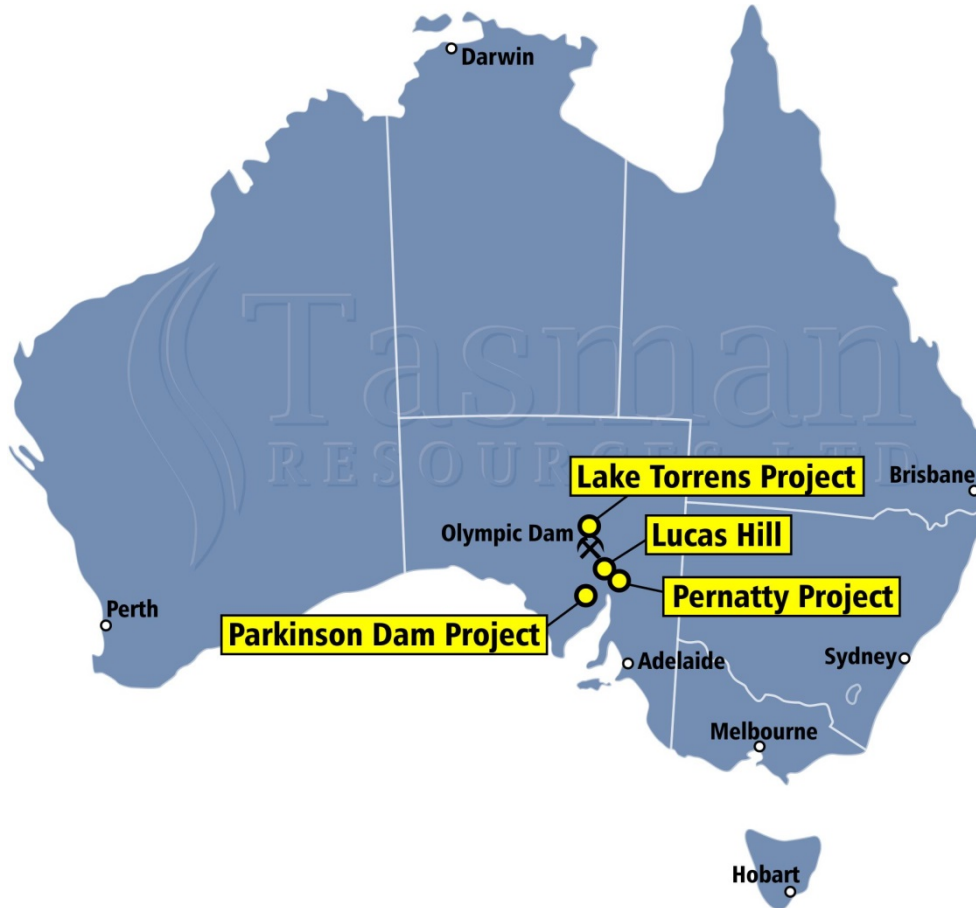 Darwin
Tasman
RESOURCES LTD
Lake Torrens Project
Brisbane
Olympic Dam
Lucas Hill
Pernatty Project
Perth
Parkinson Dam Project
Adelaide
Sydney
Melbourne
Hobart